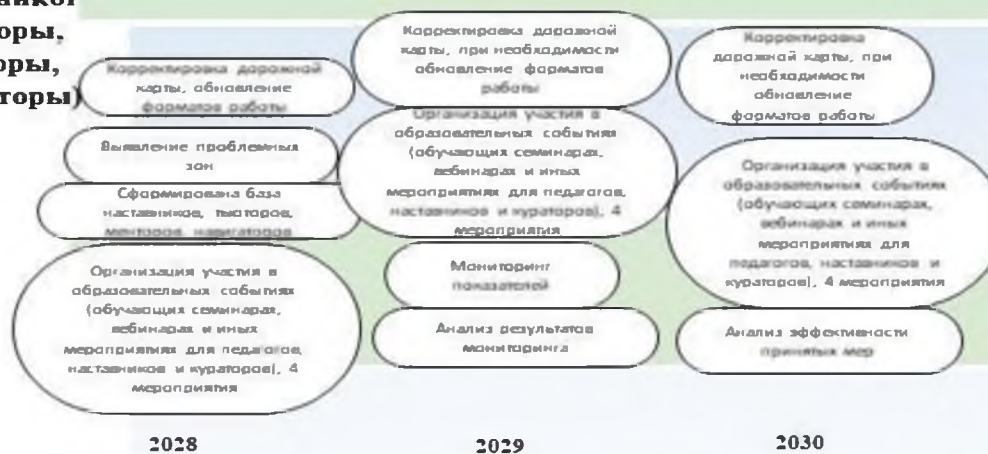 оры,
оры,
торы)
Корректировка дорожной
карты, обновление
форматов работы
Выявление проблемных
зон
Сформирована база
наставников, тьюторов,
менторов, навигаторов
Организация участия в
образовательных событиях
(обучающих семинарах,
вебинарах и иных
мероприятиях для педагогов,
наставников и кураторов), 4
мероприятия
2028
Корректировка дорожной
карты, при необходимости
обновление форматов
работы
Организация участия в
образовательных событиях
(обучающих семинарах,
вебинарах и иных
мероприятиях для педагогов,
наставников и кураторов), 4
мероприятия
Мониторинг
показателей
Анализ результатов
мониторинга
2029
Корректировка
дорожной карты, при
необходимости
обновление
форматов работы
Организация участия в
образовательных событиях
(обучающих семинарах,
вебинарах и иных
мероприятиях для
педагогов, наставников и
кураторов), 4 мероприятия
Анализ эффективности
принятых мер
2030